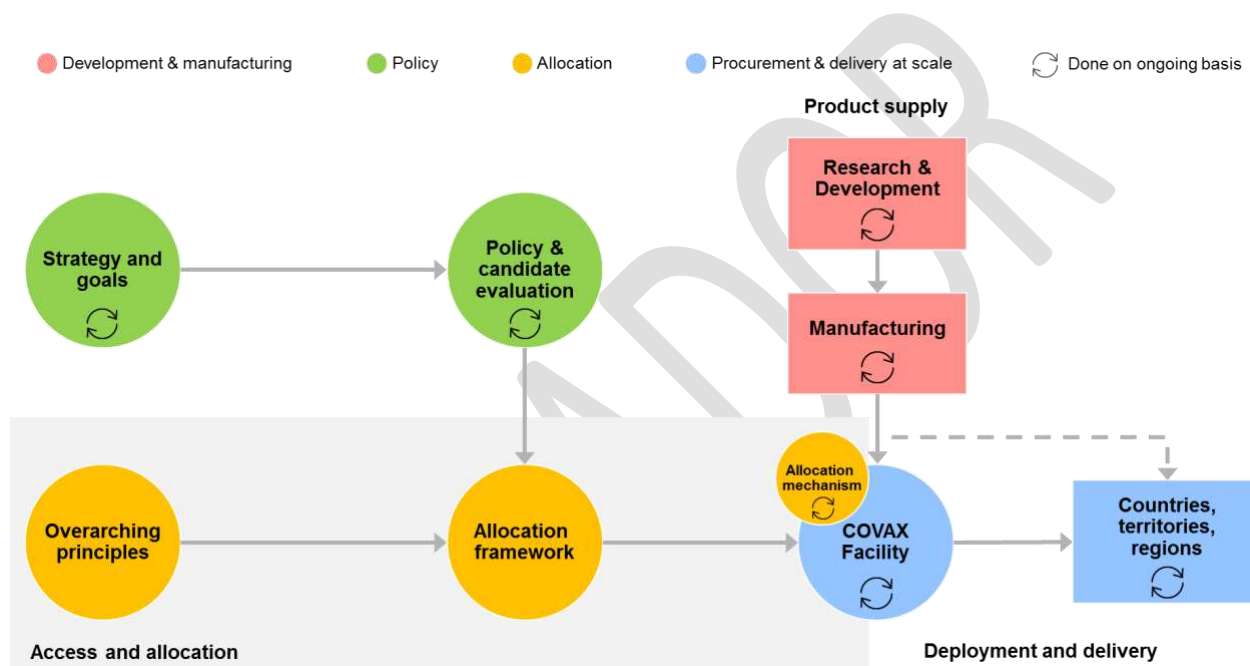 Development & manufacturing
Policy
Allocation
Procurement & delivery at scale
Done on ongoing basis
Product supply
Research &
Development
Strategy and
goals
Policy &
candidate
evaluation
Manufacturing
Allocation
mechanism
Overarching
principles
Allocation
framework
COVAX
Facility
Countries,
territories,
regions
Access and allocation
Deployment and delivery